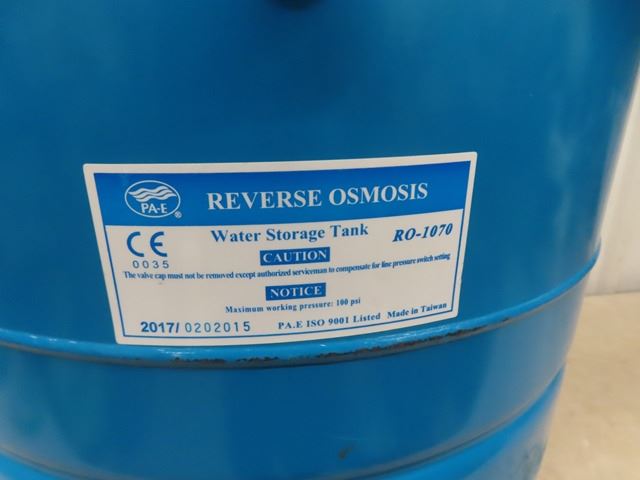 PA-E ®
REVERSE OSMOSIS
CE
0035
Water Storage Tank RO-1070
CAUTION
The valve cap must not be removed except authorized serviceman to compensate for line pressure switch setting
NOTICE
Maximum working pressure: 100 psi
2017/ 0202015 PA.E ISO 9001 Listed Made in Taiwan